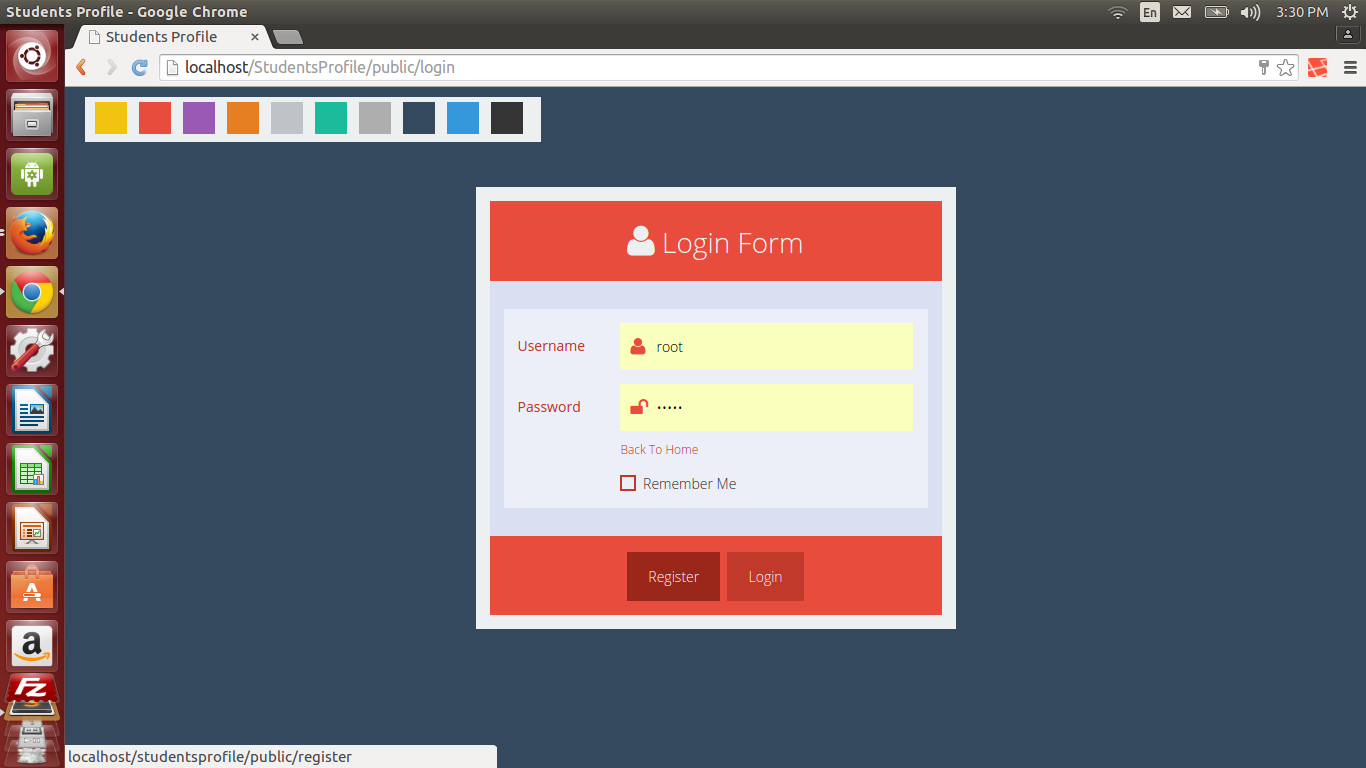 Students Profile - Google Chrome
En
3:30 PM
Students Profile
localhost/StudentsProfile/public/login
Login Form
Username
root
Password
•••••
Back To Home
Remember Me
Register
Login
A
a
Fz
localhost/studentsprofile/public/register